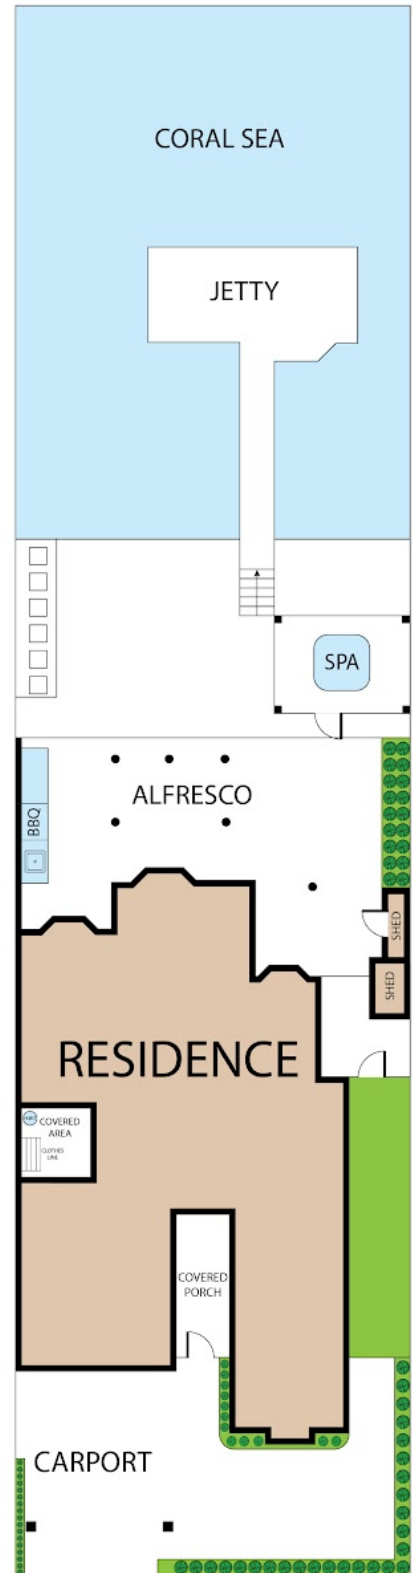 CORAL SEA
JETTY
SPA
ALFRESCO
BBQ
SHED
SHED
RESIDENCE
COVERED
AREA
CLOTHES
LINE
COVERED
PORCH
CARPORT